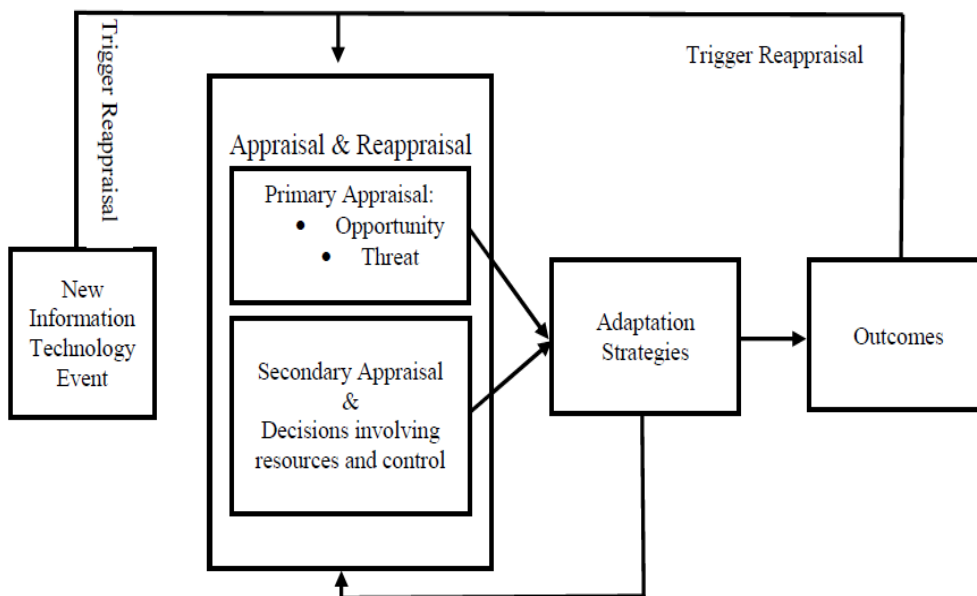 Trigger Reappraisal
Trigger Reappraisal
Appraisal & Reappraisal
Primary Appraisal:
• Opportunity
• Threat
New
Information
Technology
Event
Secondary Appraisal
&
Decisions involving
resources and control
Adaptation
Strategies
Outcomes